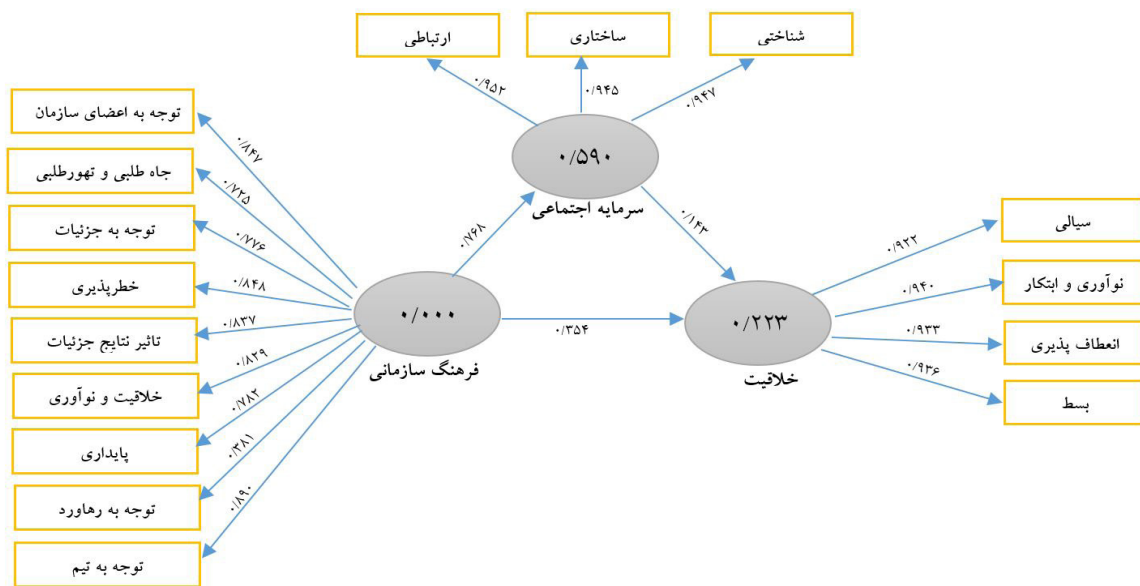 ارتباطی
ساختاری
شناختی
۰/۹۵۲
۰/۹۴۵
۰/۹۴۷
۰/۵۹۰
سرمایه اجتماعی
۰/۷۶۸
۰/۱۴۳
توجه به اعضای سازمان
جاه طلبی و تهورطلبی
توجه به جزئیات
خطرپذیری
تاثیر نتایج جزئیات
خلاقیت و نوآوری
پایداری
توجه به رهاورد
توجه به تیم
۰/۸۴۷
۰/۷۲۵
۰/۷۷۶
۰/۸۴۸
۰/۸۳۷
۰/۸۲۹
۰/۷۸۲
۰/۳۸۱
۰/۸۹۰
۰/۰۰۰
فرهنگ سازمانی
۰/۳۵۴
۰/۲۲۳
خلاقیت
۰/۹۲۲
۰/۹۴۰
۰/۹۳۳
۰/۹۳۶
سیالی
نوآوری و ابتکار
انعطاف پذیری
بسط